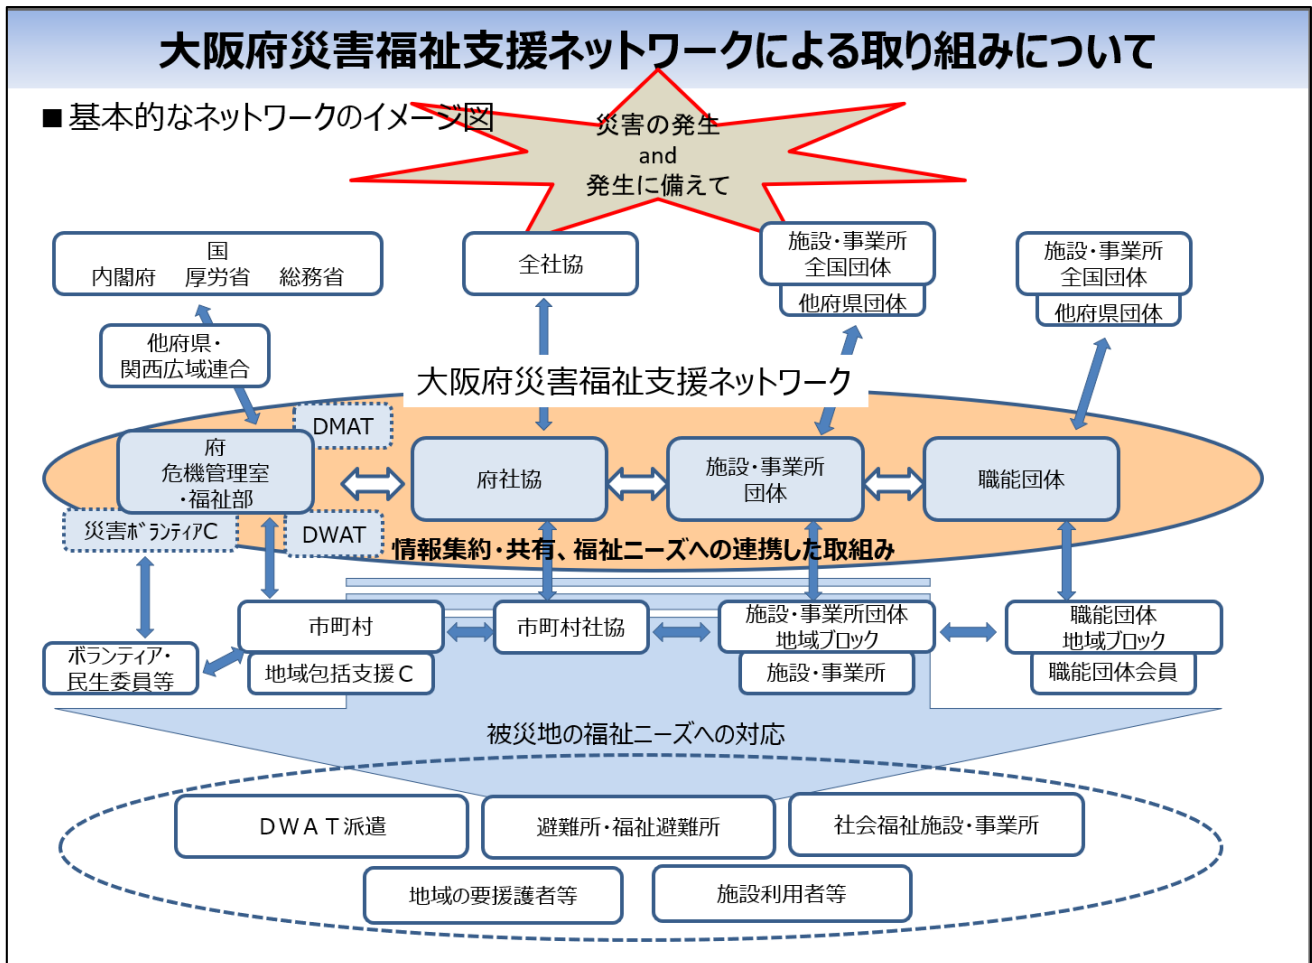 大阪府災害福祉支援ネットワークによる取り組みについて
■基本的なネットワークのイメージ図
災害の発生
and
発生に備えて
国
内閣府　厚労省　総務省
全社協
施設・事業所
全国団体
他府県団体
施設・事業所
全国団体
他府県団体
他府県・
関西広域連合
大阪府災害福祉支援ネットワーク
DMAT
府
危機管理室
・福祉部
府社協
施設・事業所
団体
職能団体
災害ﾎﾞﾗﾝﾃｨｱC
DWAT
情報集約・共有、福祉ニーズへの連携した取組み
市町村
地域包括支援C
市町村社協
施設・事業所団体
地域ブロック
施設・事業所
職能団体
地域ブロック
職能団体会員
ボランティア・
民生委員等
被災地の福祉ニーズへの対応
ＤＷＡＴ派遣
避難所・福祉避難所
社会福祉施設・事業所
地域の要援護者等
施設利用者等